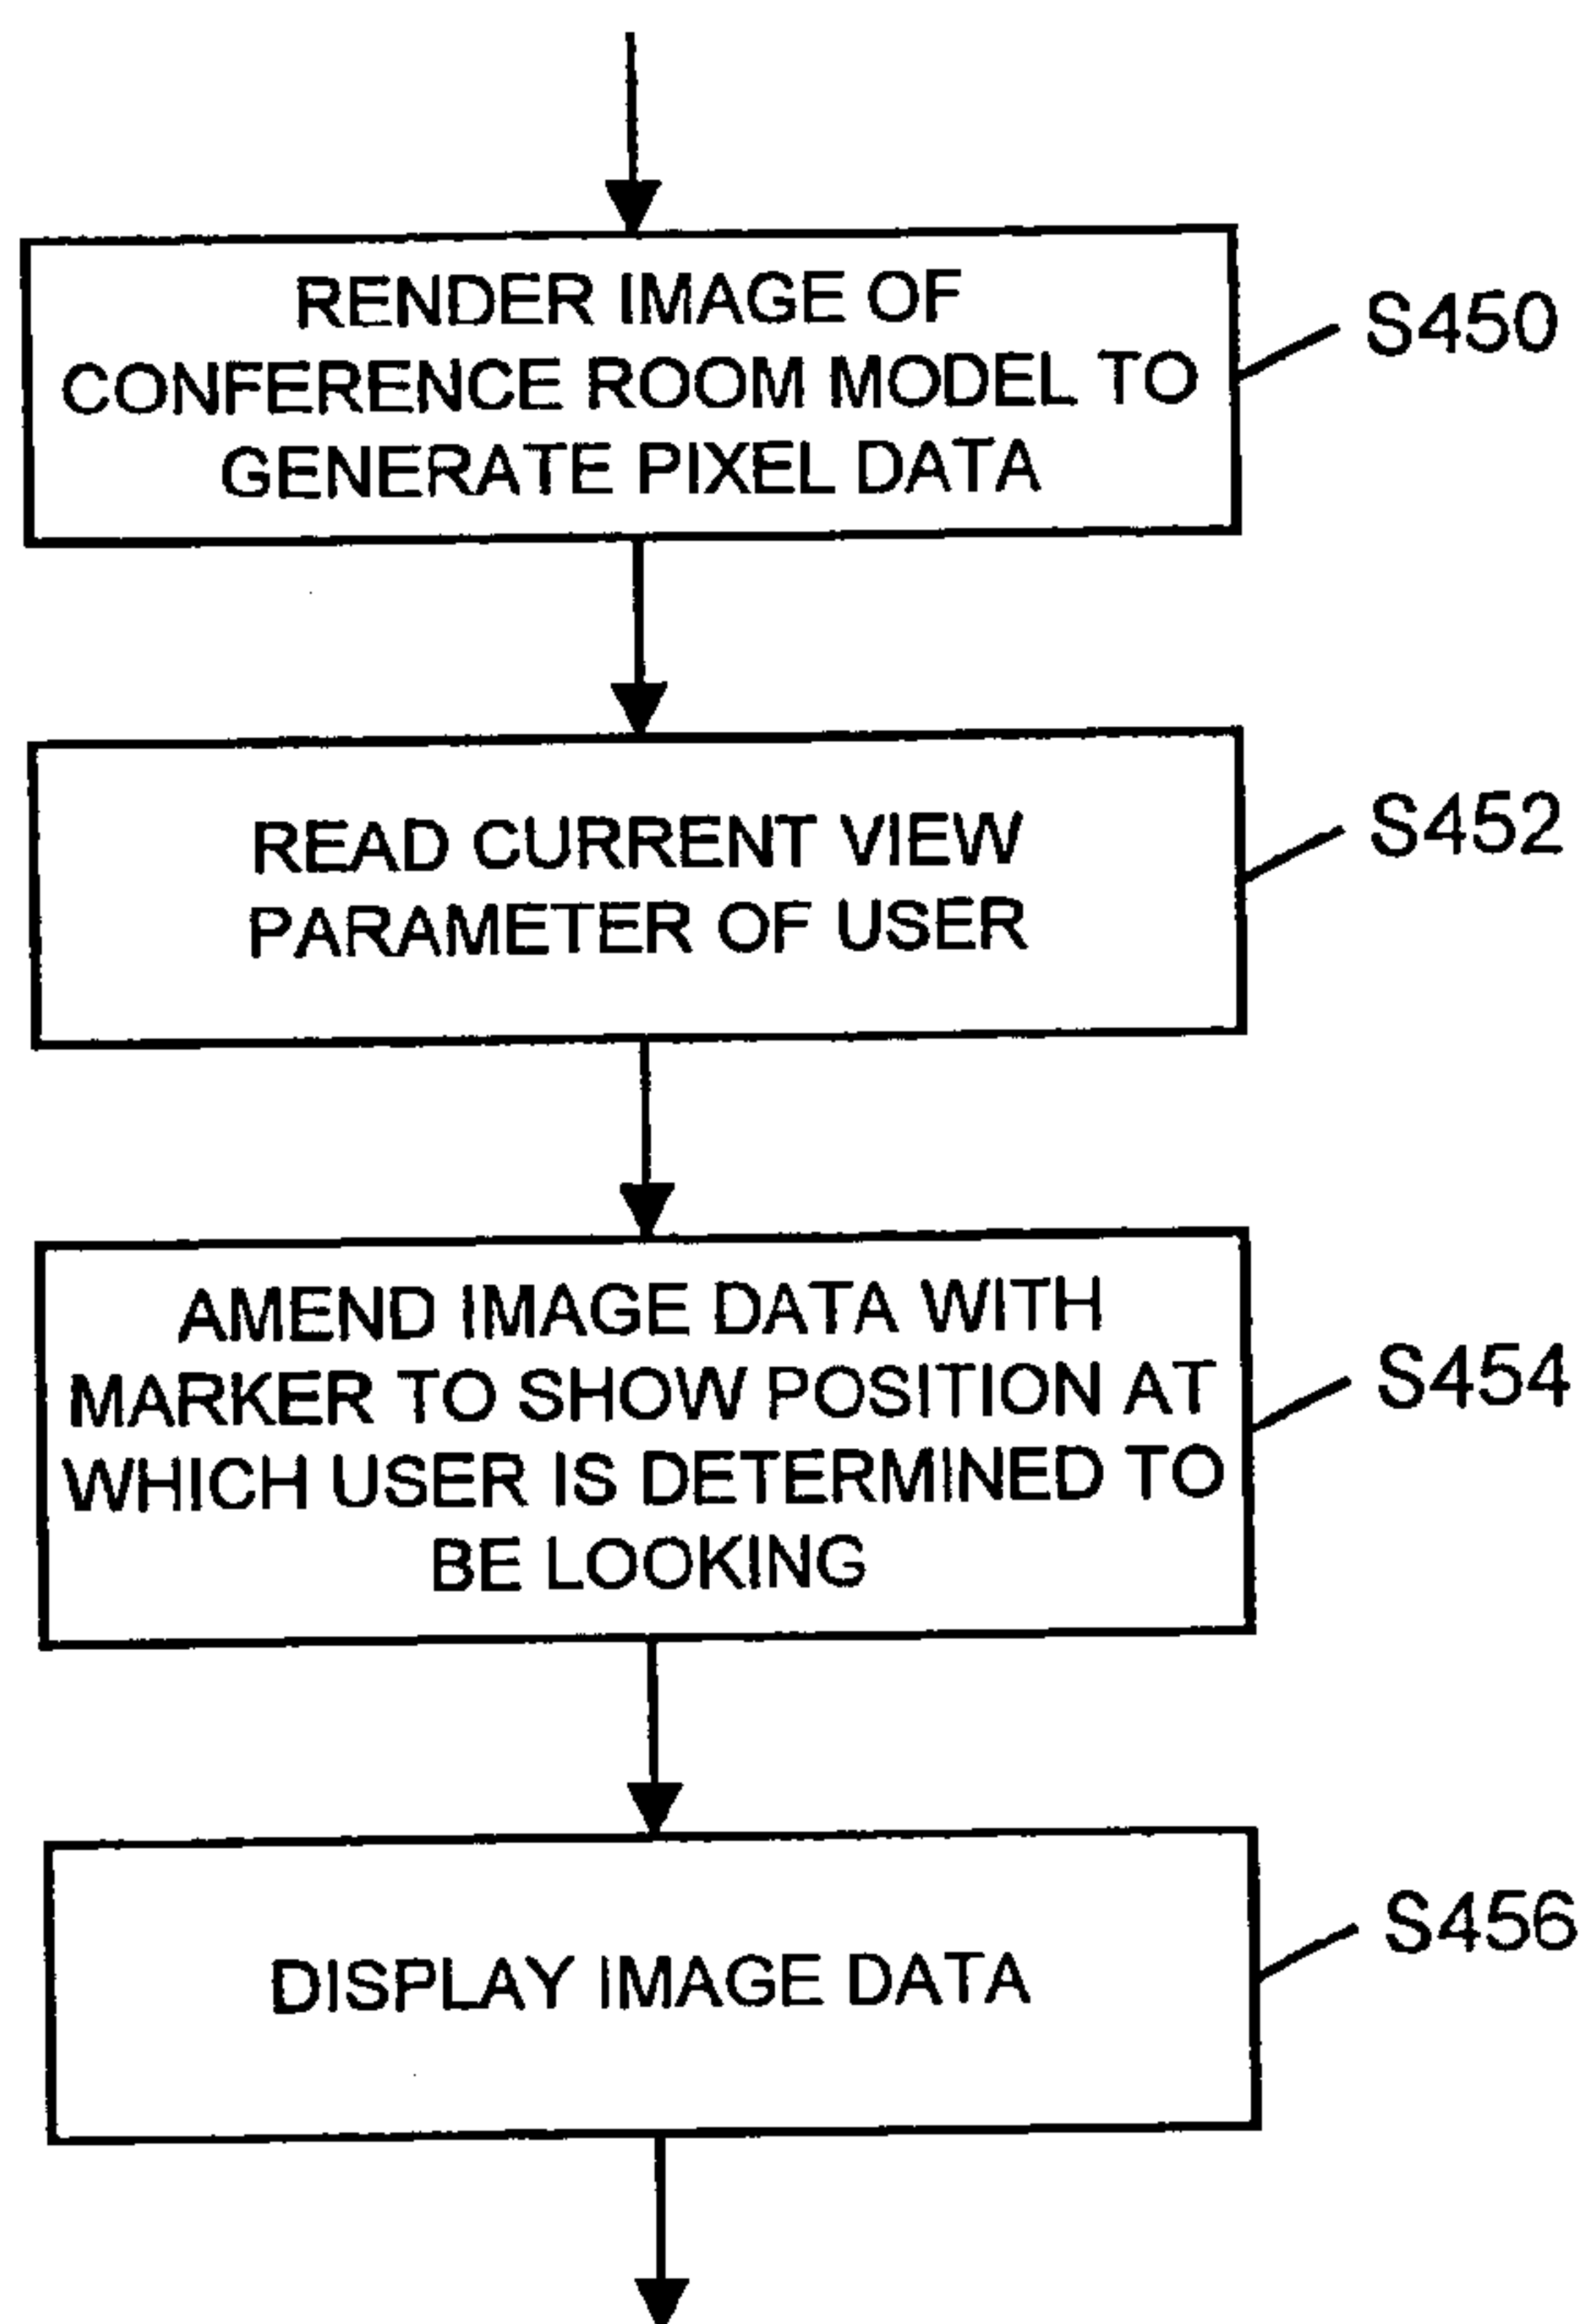 RENDER IMAGE OF
CONFERENCE ROOM MODEL TO
GENERATE PIXEL DATA
S450
READ CURRENT VIEW
PARAMETER OF USER
S452
AMEND IMAGE DATA WITH
MARKER TO SHOW POSITION AT
WHICH USER IS DETERMINED TO
BE LOOKING
S454
DISPLAY IMAGE DATA
S456